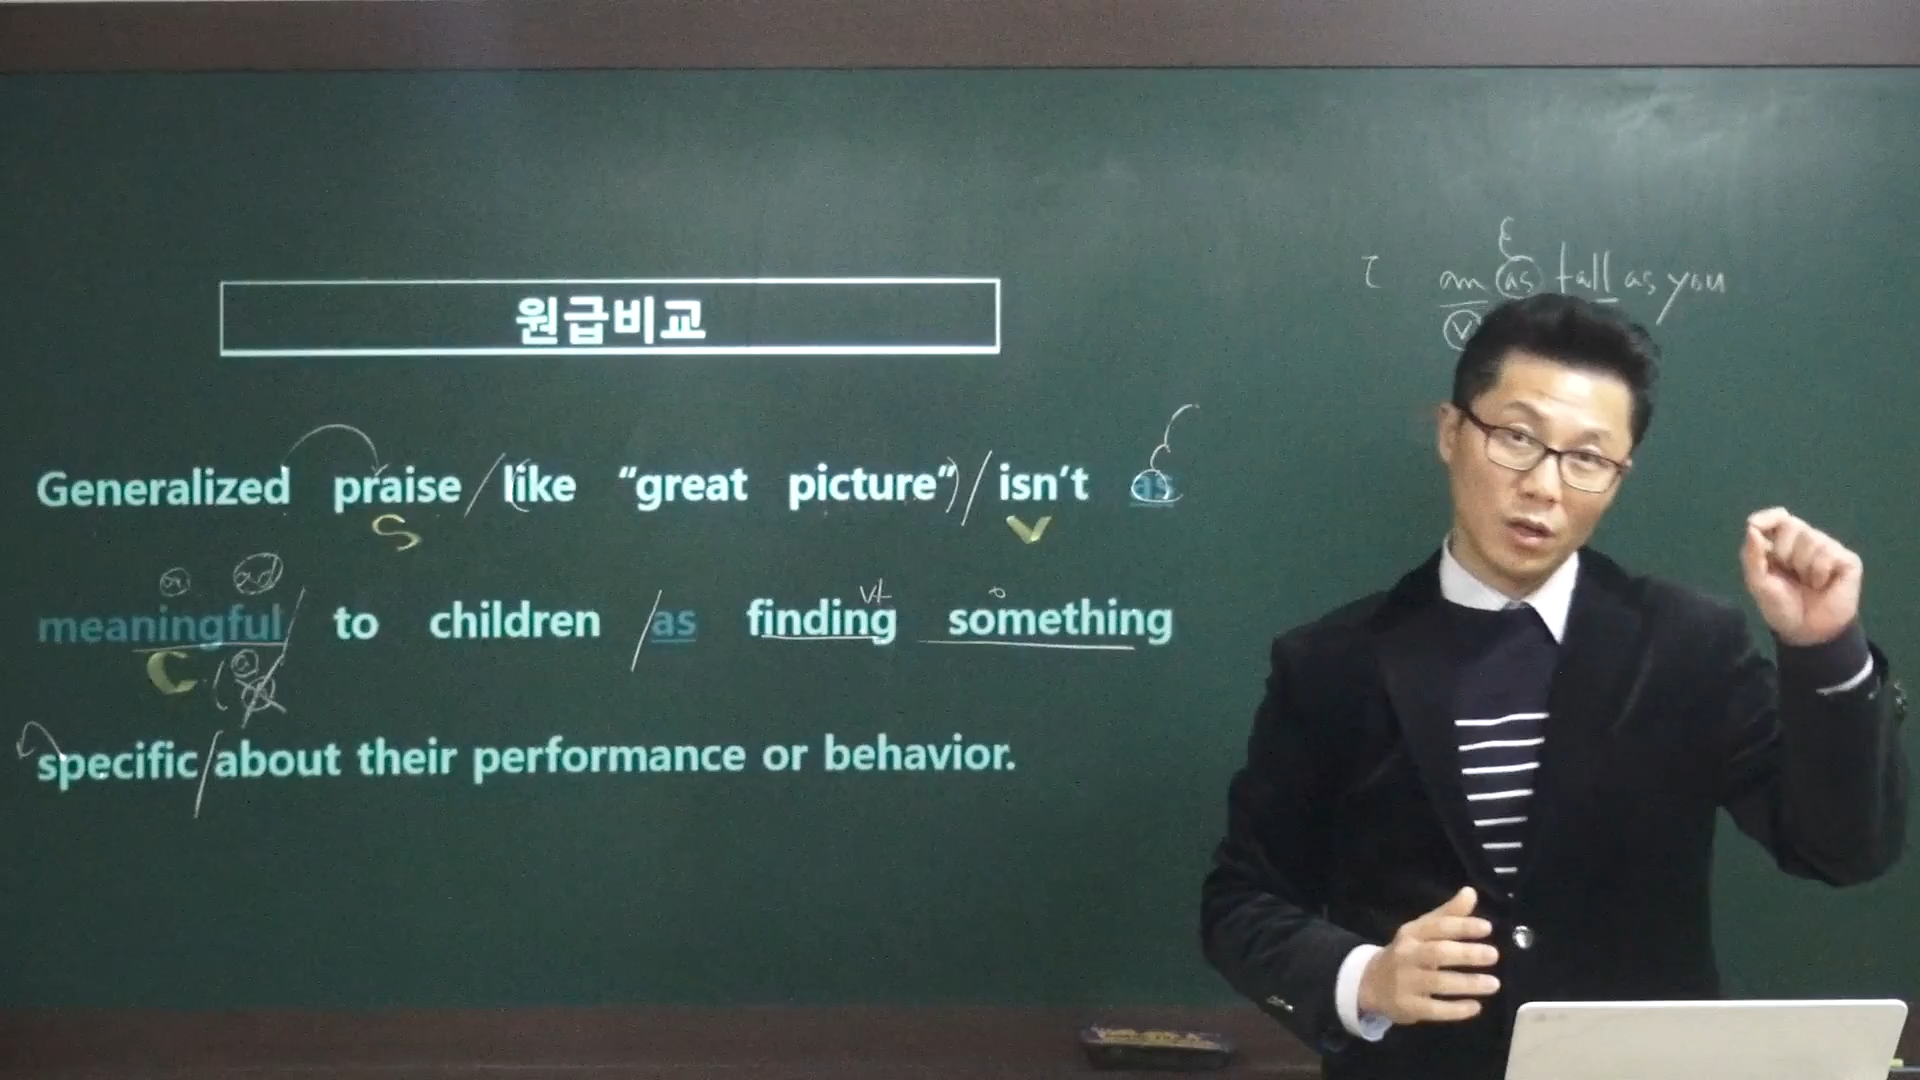 원급비교
I am as tall as you
V
Generalized praise / like “great picture”) / isn’t as
S V
meaningful / to children / as finding something
C
specific / about their performance or behavior.